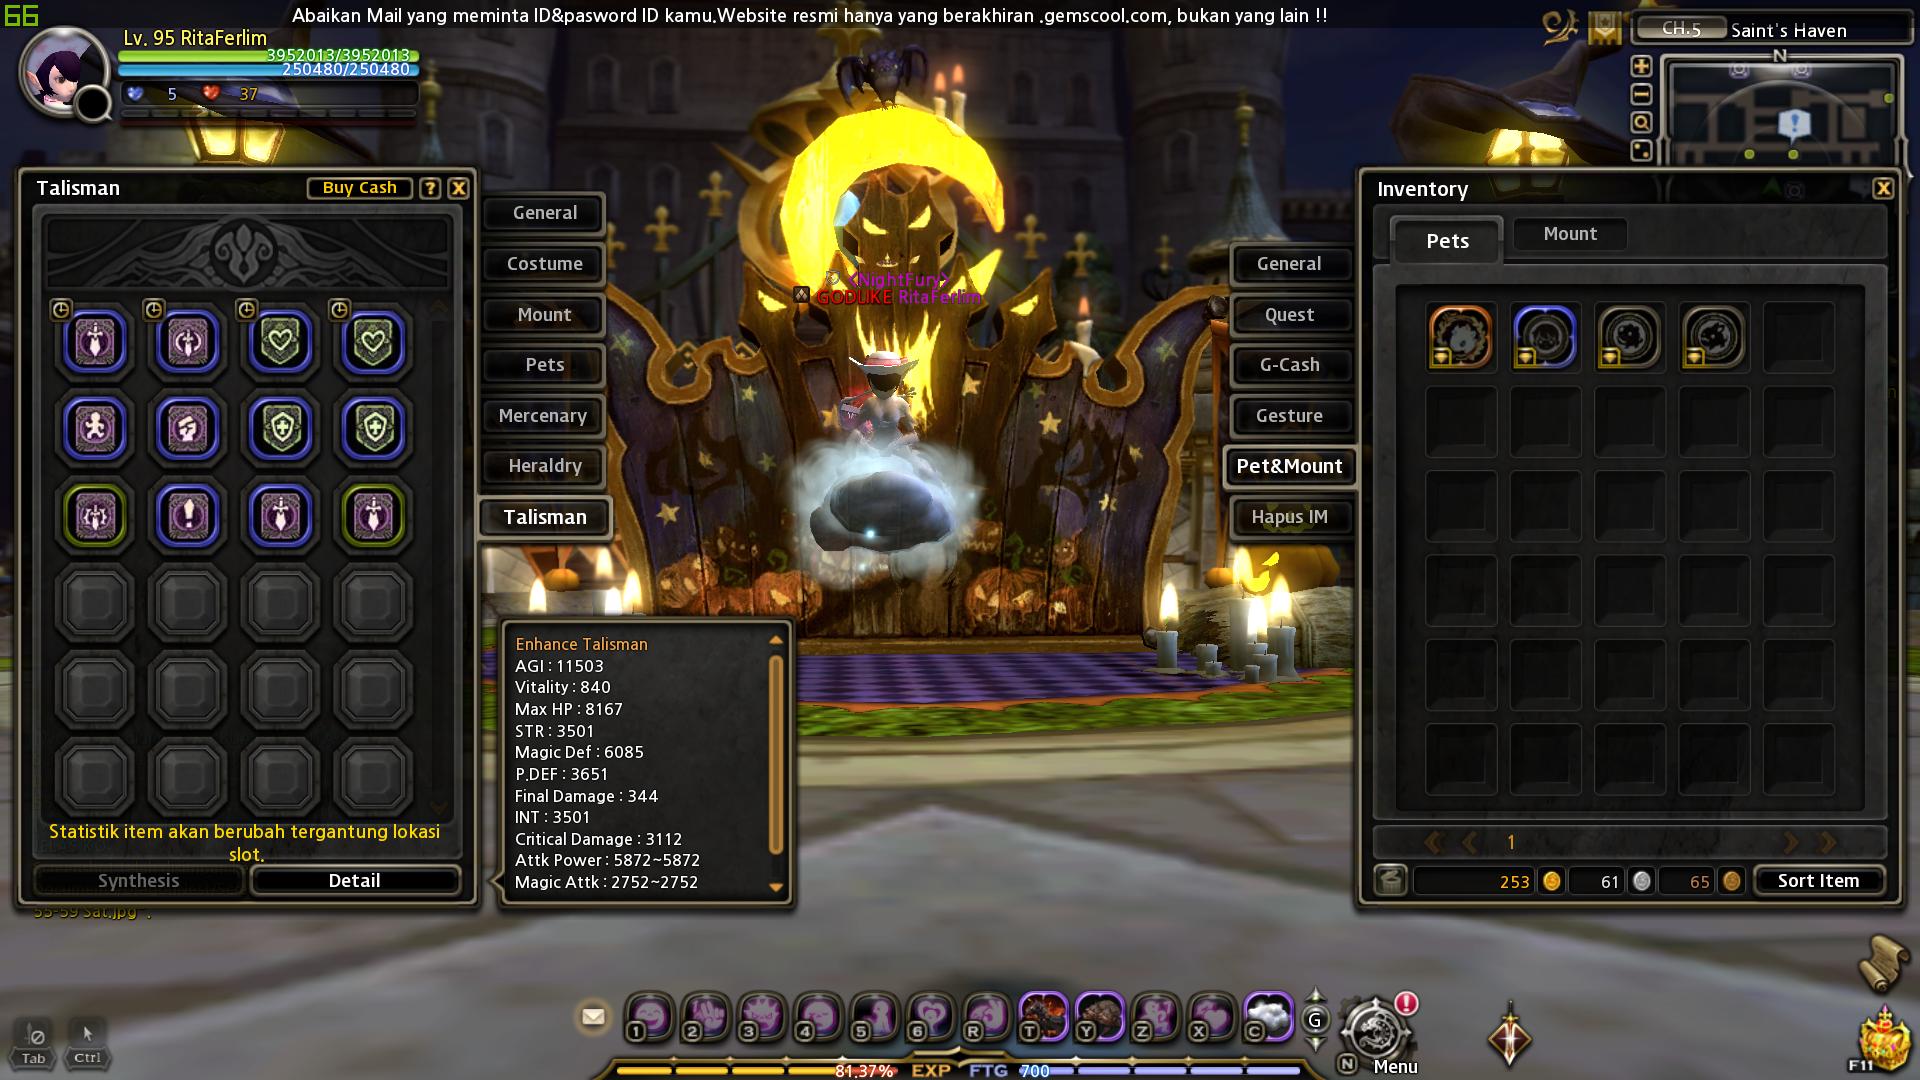 66
Abaikan Mail yang meminta ID&pasword ID kamu.Website resmi hanya yang berakhiran .gemscool.com, bukan yang lain !!
Lv. 95 RitaFerlim
3952013/3952013
250480/250480
5 37
CH.5 Saint's Haven
N
Talisman Buy Cash ? X
General
Costume
Mount
Pets
Mercenary
Heraldry
Talisman
Statistik item akan berubah tergantung lokasi
slot.
Synthesis Detail
55-59 Sat.jpg".
<NightFury>
GODUKE RitaFerlim
Enhance Talisman
AGI : 11503
Vitality : 840
Max HP : 8167
STR : 3501
Magic Def : 6085
P.DEF : 3651
Final Damage : 344
INT : 3501
Critical Damage : 3112
Attk Power : 5872~5872
Magic Attk : 2752~2752
General
Quest
G-Cash
Gesture
Pet&Mount
Hapus IM
Inventory X
Pets Mount
1
253 61 65 Sort Item
Tab Ctrl
1 2 3 4 5 6 R T Y Z X C G
N Menu
F11
81.37% EXP FTG 700